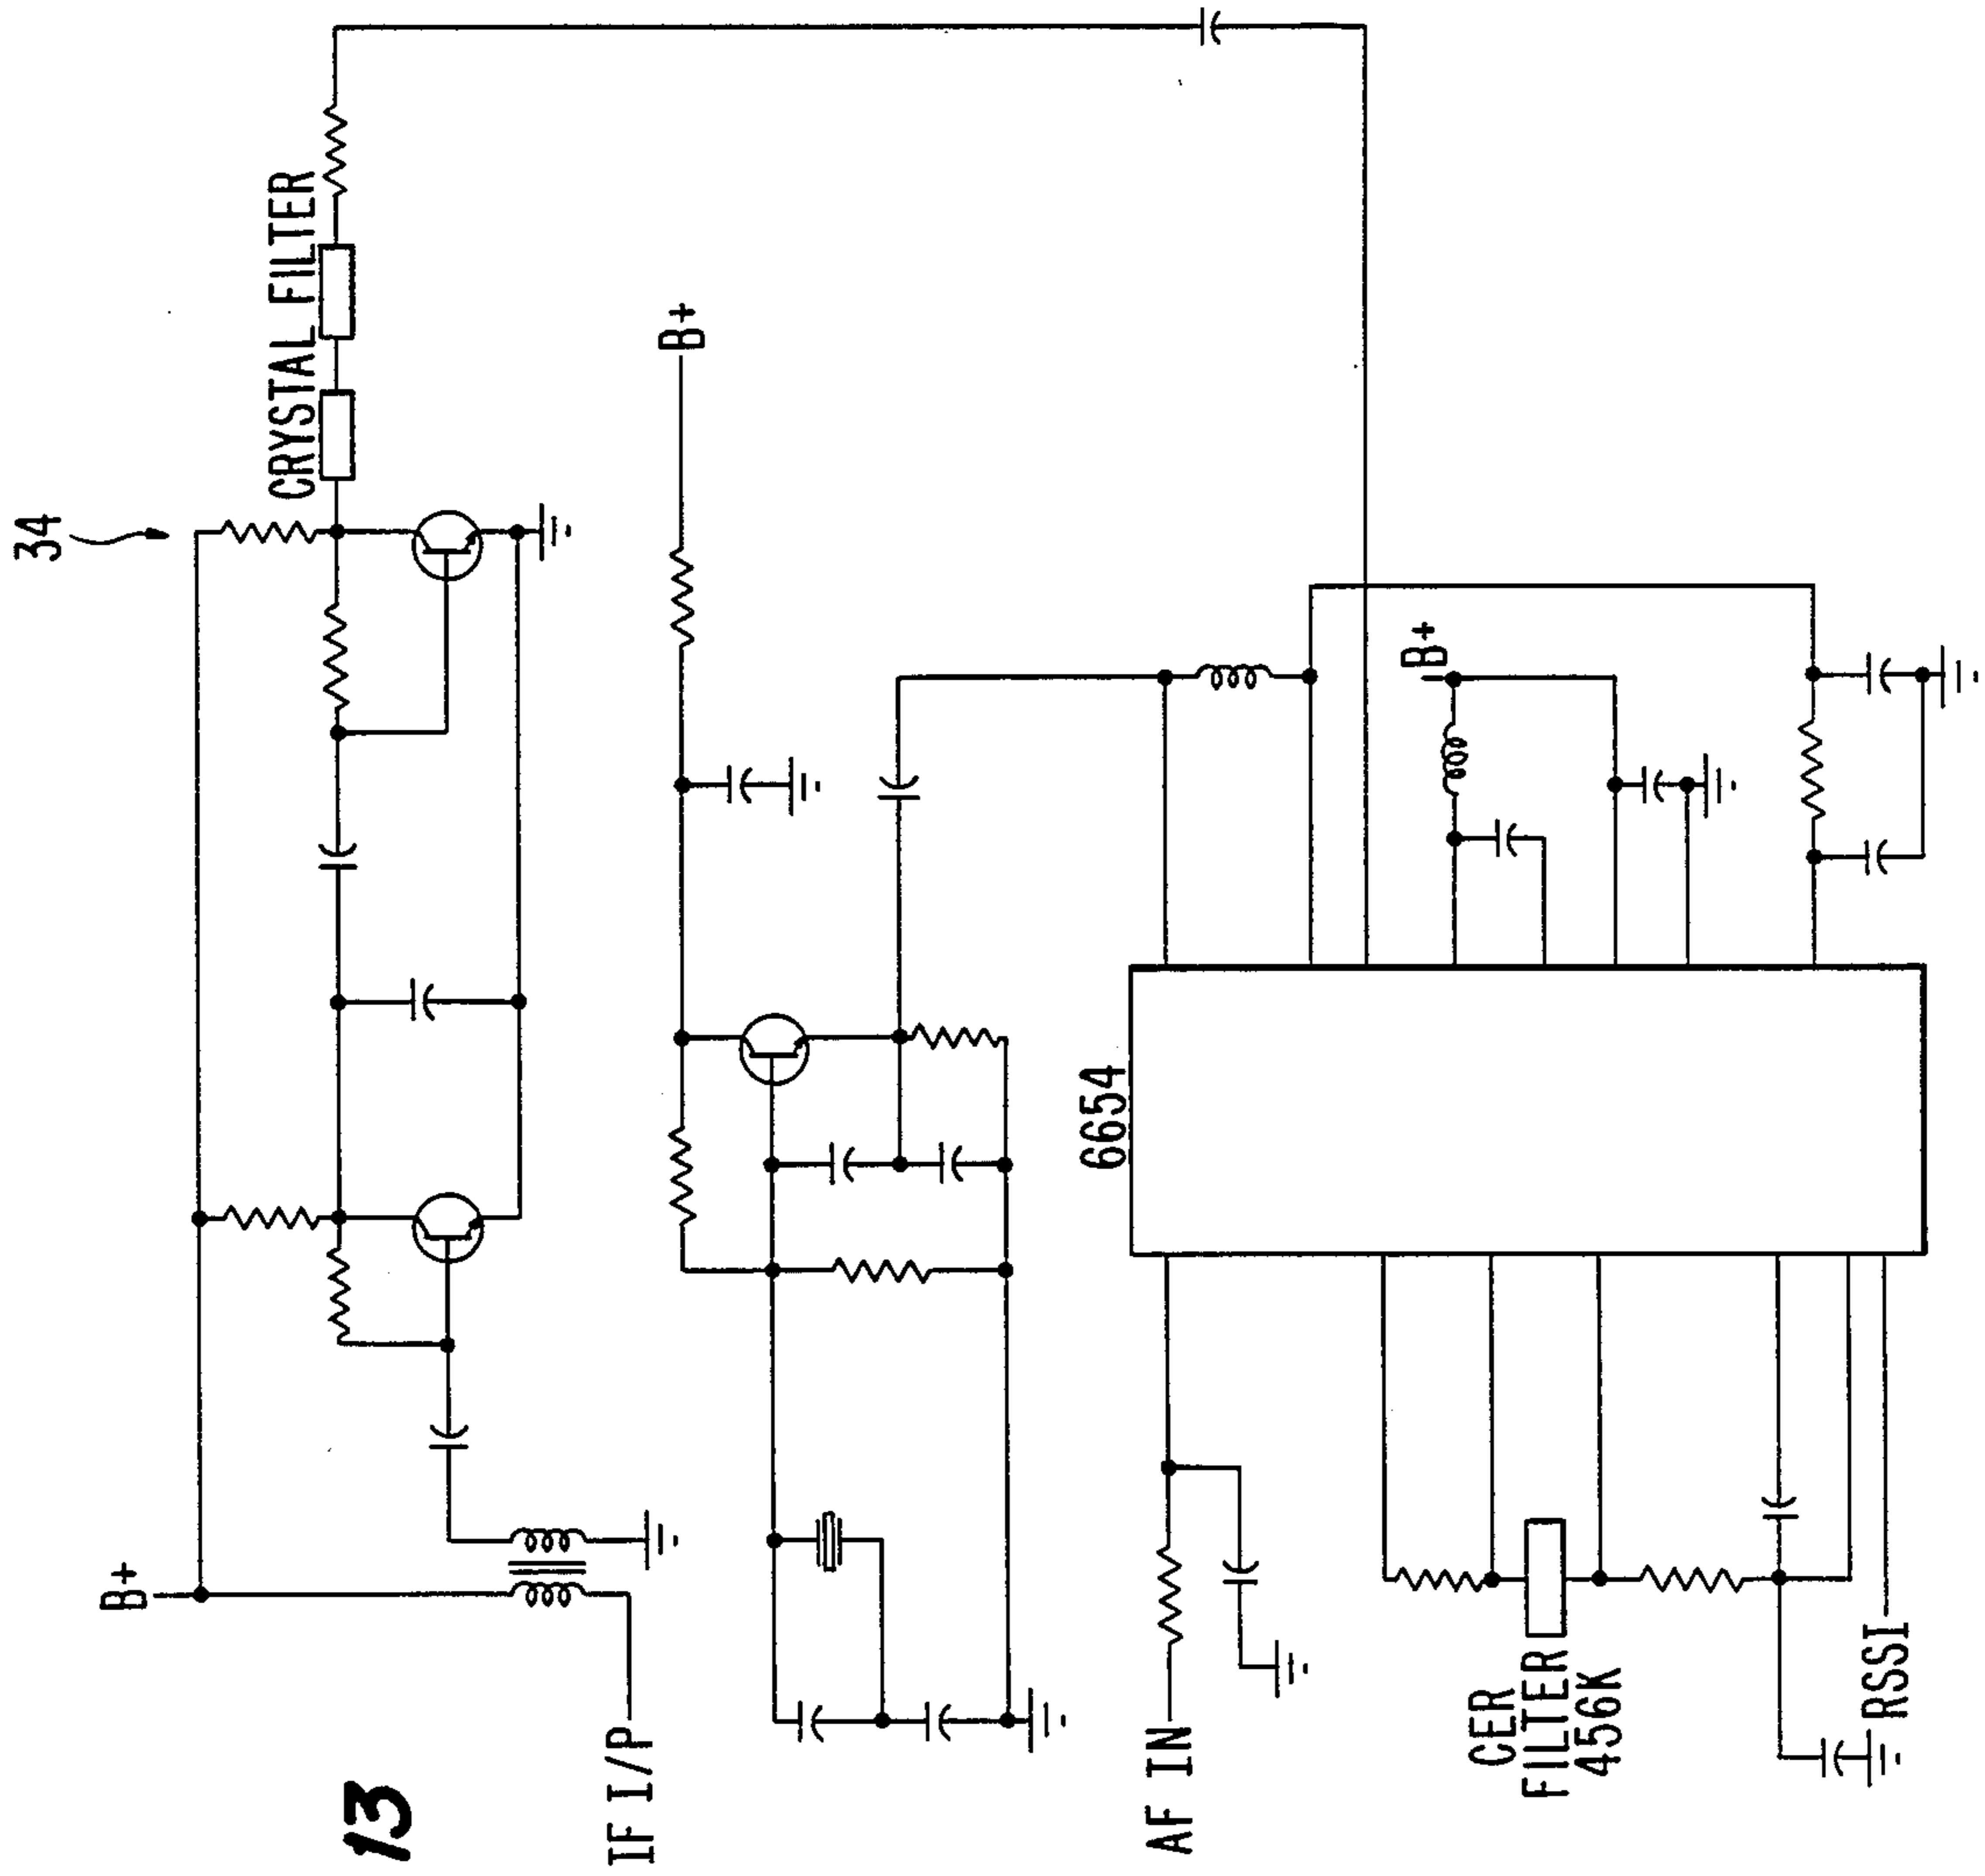 34
CRYSTAL FILTER
B+
B+
B+
13
IF I/P
6654
AF IN
CER
FILTER
456K
RSSI